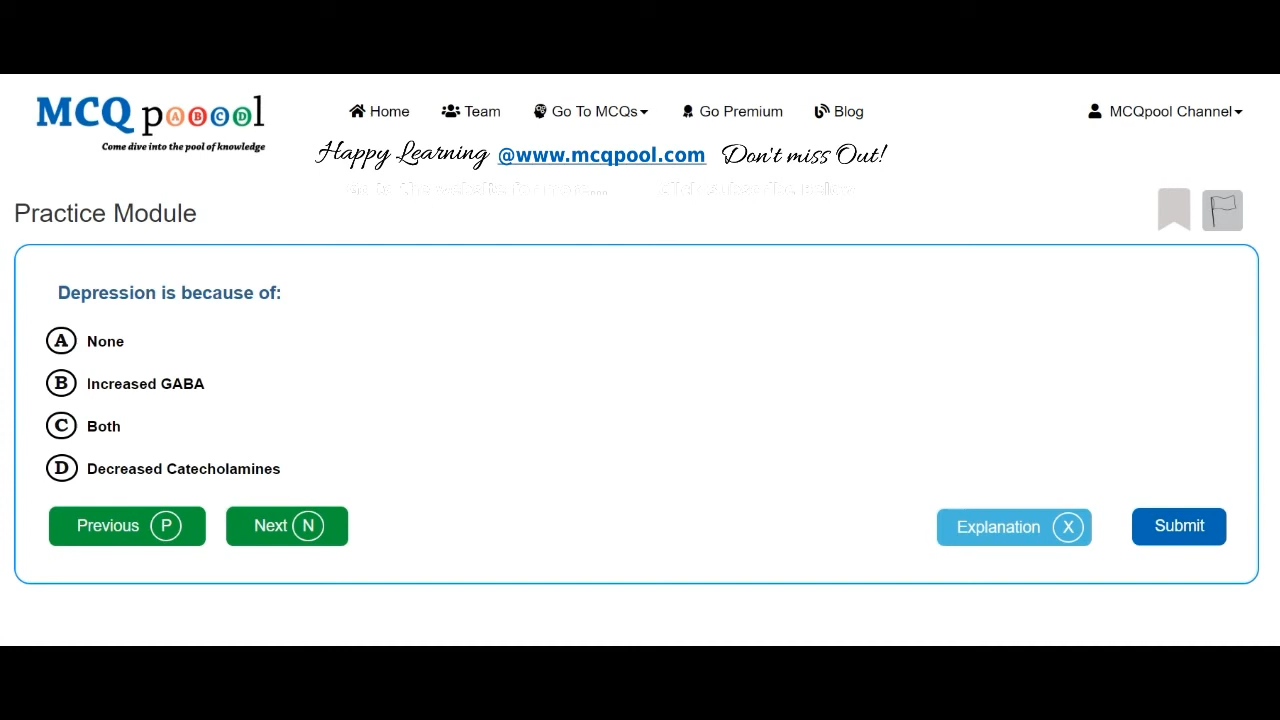 MCQ pABCDl
Come dive into the pool of knowledge
Home Team Go To MCQs Go Premium Blog MCQpool Channel
Happy Learning @www.mcqpool.com Don't miss Out!
Practice Module
Depression is because of:
A None
B Increased GABA
C Both
D Decreased Catecholamines
Previous P Next N Explanation X Submit